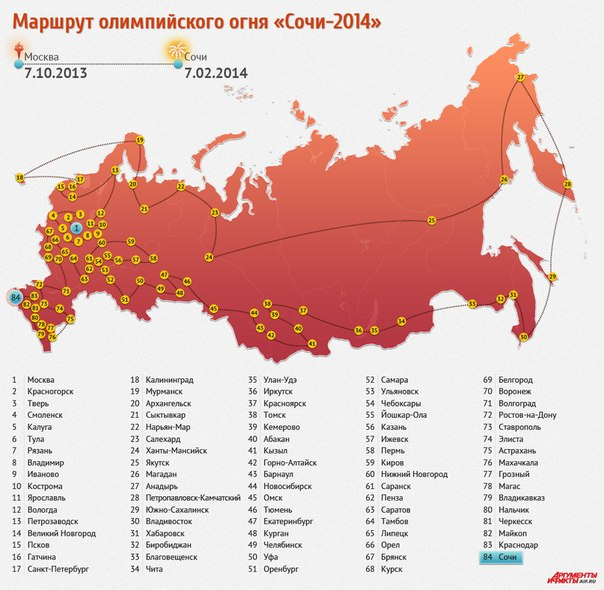 Маршрут олимпийского огня «Сочи-2014»
Москва
7.10.2013
Сочи
7.02.2014
1 Москва
2 Красногорск
3 Тверь
4 Смоленск
5 Калуга
6 Тула
7 Рязань
8 Владимир
9 Иваново
10 Кострома
11 Ярославль
12 Вологда
13 Петрозаводск
14 Великий Новгород
15 Псков
16 Гатчина
17 Санкт-Петербург
18 Калининград
19 Мурманск
20 Архангельск
21 Сыктывкар
22 Нарьян-Мар
23 Салехард
24 Ханты-Мансийск
25 Якутск
26 Магадан
27 Анадырь
28 Петропавловск-Камчатский
29 Южно-Сахалинск
30 Владивосток
31 Хабаровск
32 Биробиджан
33 Благовещенск
34 Чита
35 Улан-Удэ
36 Иркутск
37 Красноярск
38 Томск
39 Кемерово
40 Абакан
41 Кызыл
42 Горно-Алтайск
43 Барнаул
44 Новосибирск
45 Омск
46 Тюмень
47 Екатеринбург
48 Курган
49 Челябинск
50 Уфа
51 Оренбург
52 Самара
53 Ульяновск
54 Чебоксары
55 Йошкар-Ола
56 Казань
57 Ижевск
58 Пермь
59 Киров
60 Нижний Новгород
61 Саранск
62 Пенза
63 Саратов
64 Тамбов
65 Липецк
66 Орел
67 Брянск
68 Курск
69 Белгород
70 Воронеж
71 Волгоград
72 Ростов-на-Дону
73 Ставрополь
74 Элиста
75 Астрахань
76 Махачкала
77 Грозный
78 Магас
79 Владикавказ
80 Нальчик
81 Черкесск
82 Майкоп
83 Краснодар
84 Сочи
АРГУМЕНТЫ
И ФАКТЫ AIF.RU